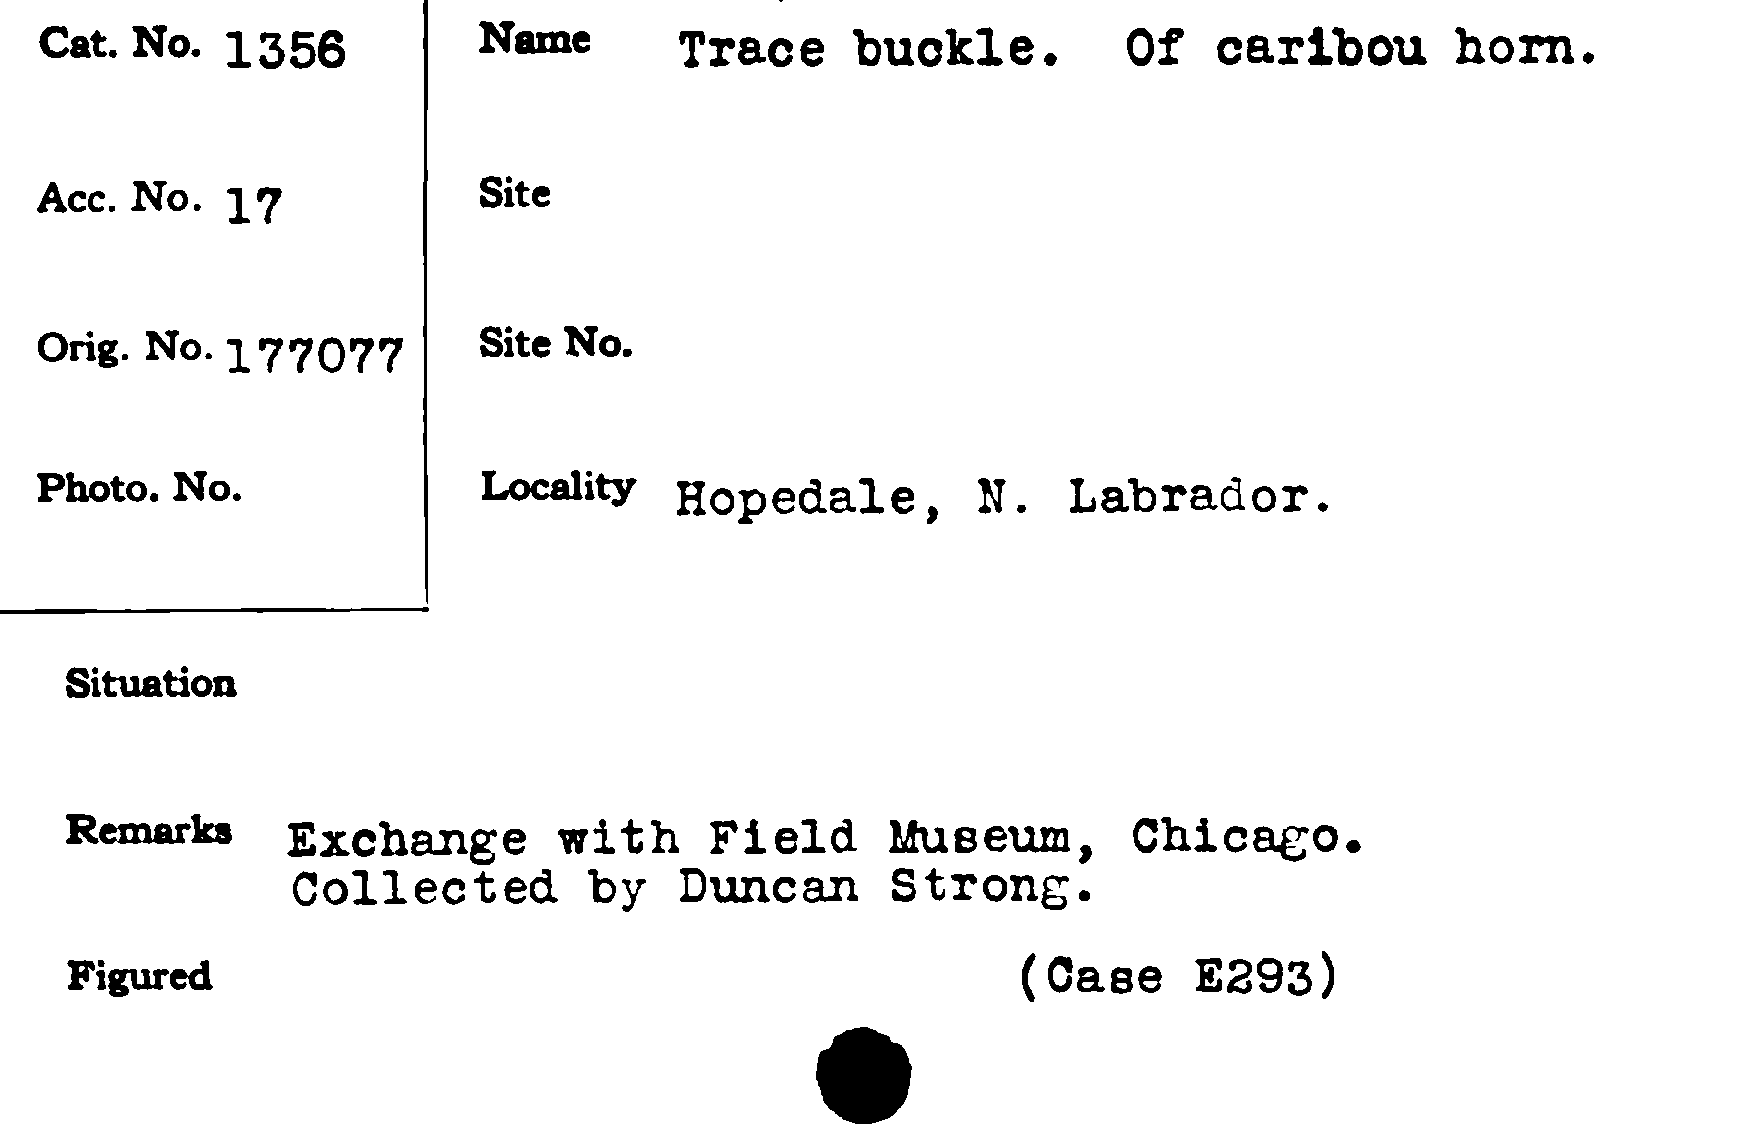 Cat. No. 1356
Name Trace buckle. Of caribou horn.
Acc. No. 17
Site
Orig. No. 177077
Site No.
Photo. No.
Locality Hopedale, N. Labrador.
Situation
Remarks Exchange with Field Museum, Chicago.
Collected by Duncan Strong.
Figured (Case E293)